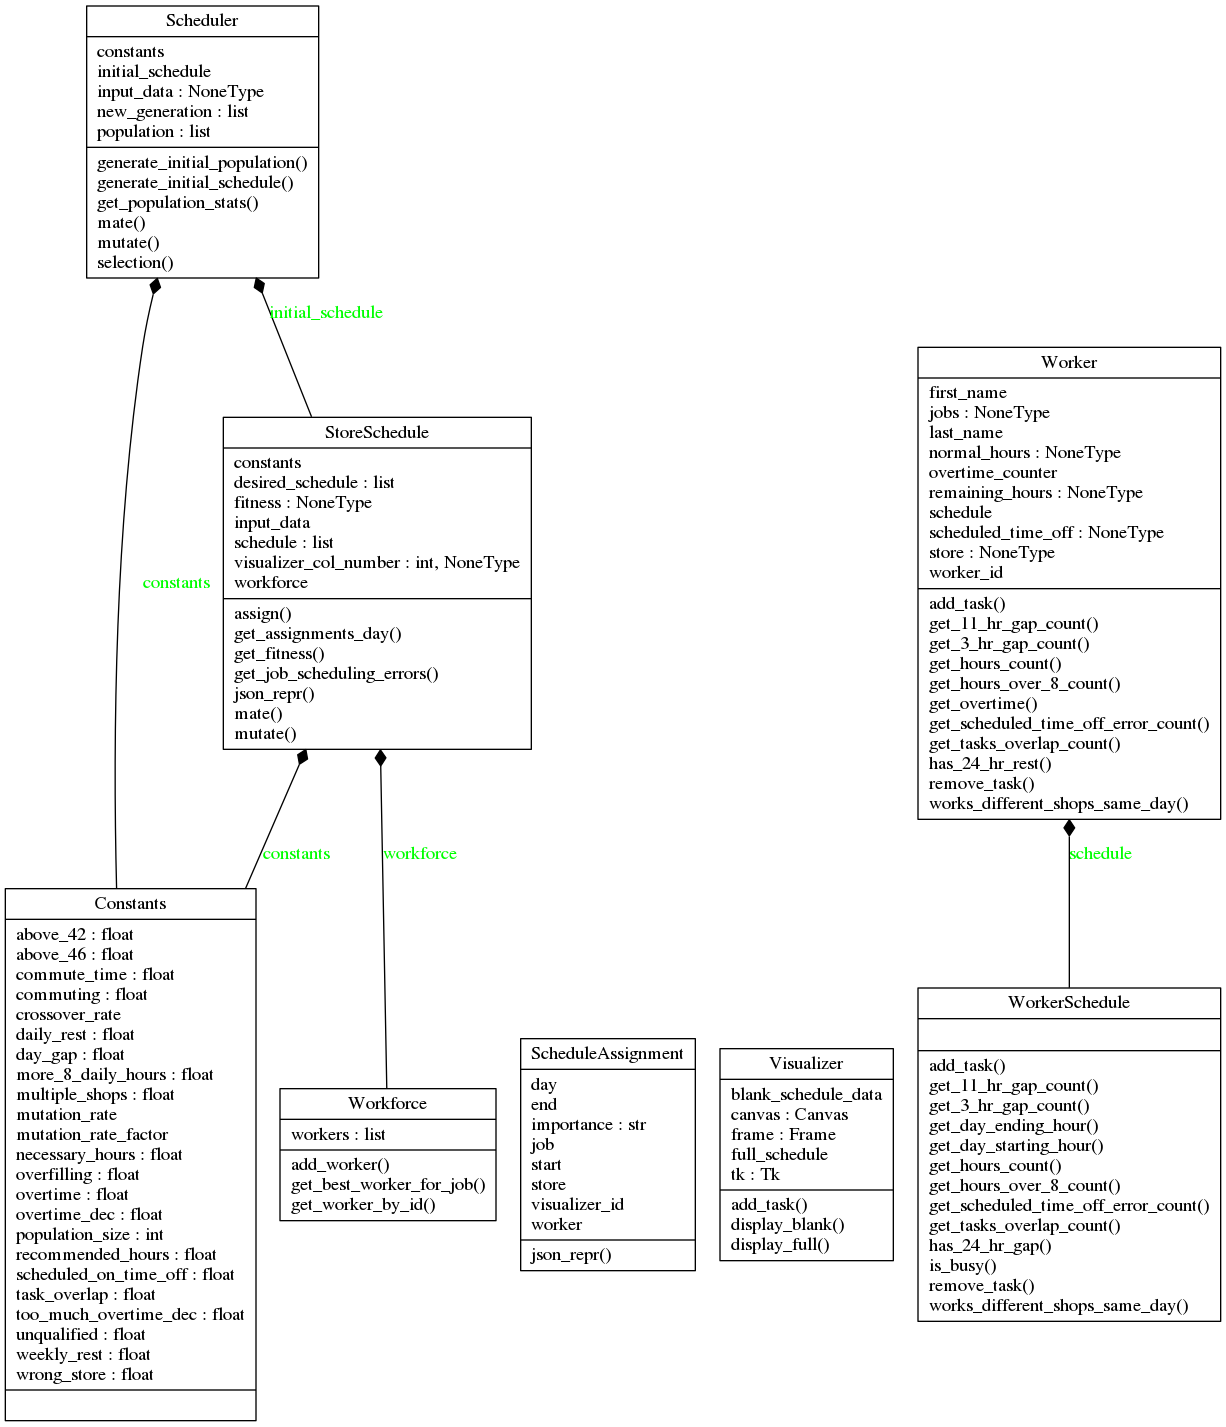 Scheduler
constants
initial_schedule
input_data : NoneType
new_generation : list
population : list
generate_initial_population()
generate_initial_schedule()
get_population_stats()
mate()
mutate()
selection()
initial_schedule
constants
StoreSchedule
constants
desired_schedule : list
fitness : NoneType
input_data
schedule : list
visualizer_col_number : int, NoneType
workforce
assign()
get_assignments_day()
get_fitness()
get_job_scheduling_errors()
json_repr()
mate()
mutate()
Worker
first_name
jobs : NoneType
last_name
normal_hours : NoneType
overtime_counter
remaining_hours : NoneType
schedule
scheduled_time_off : NoneType
store : NoneType
worker_id
add_task()
get_11_hr_gap_count()
get_3_hr_gap_count()
get_hours_count()
get_hours_over_8_count()
get_overtime()
get_scheduled_time_off_error_count()
get_tasks_overlap_count()
has_24_hr_rest()
remove_task()
works_different_shops_same_day()
constants
workforce
schedule
Constants
above_42 : float
above_46 : float
commute_time : float
commuting : float
crossover_rate
daily_rest : float
day_gap : float
more_8_daily_hours : float
multiple_shops : float
mutation_rate
mutation_rate_factor
necessary_hours : float
overfilling : float
overtime : float
overtime_dec : float
population_size : int
recommended_hours : float
scheduled_on_time_off : float
task_overlap : float
too_much_overtime_dec : float
unqualified : float
weekly_rest : float
wrong_store : float
Workforce
workers : list
add_worker()
get_best_worker_for_job()
get_worker_by_id()
ScheduleAssignment
day
end
importance : str
job
start
store
visualizer_id
worker
json_repr()
Visualizer
blank_schedule_data
canvas : Canvas
frame : Frame
full_schedule
tk : Tk
add_task()
display_blank()
display_full()
WorkerSchedule
add_task()
get_11_hr_gap_count()
get_3_hr_gap_count()
get_day_ending_hour()
get_day_starting_hour()
get_hours_count()
get_hours_over_8_count()
get_scheduled_time_off_error_count()
get_tasks_overlap_count()
has_24_hr_gap()
is_busy()
remove_task()
works_different_shops_same_day()